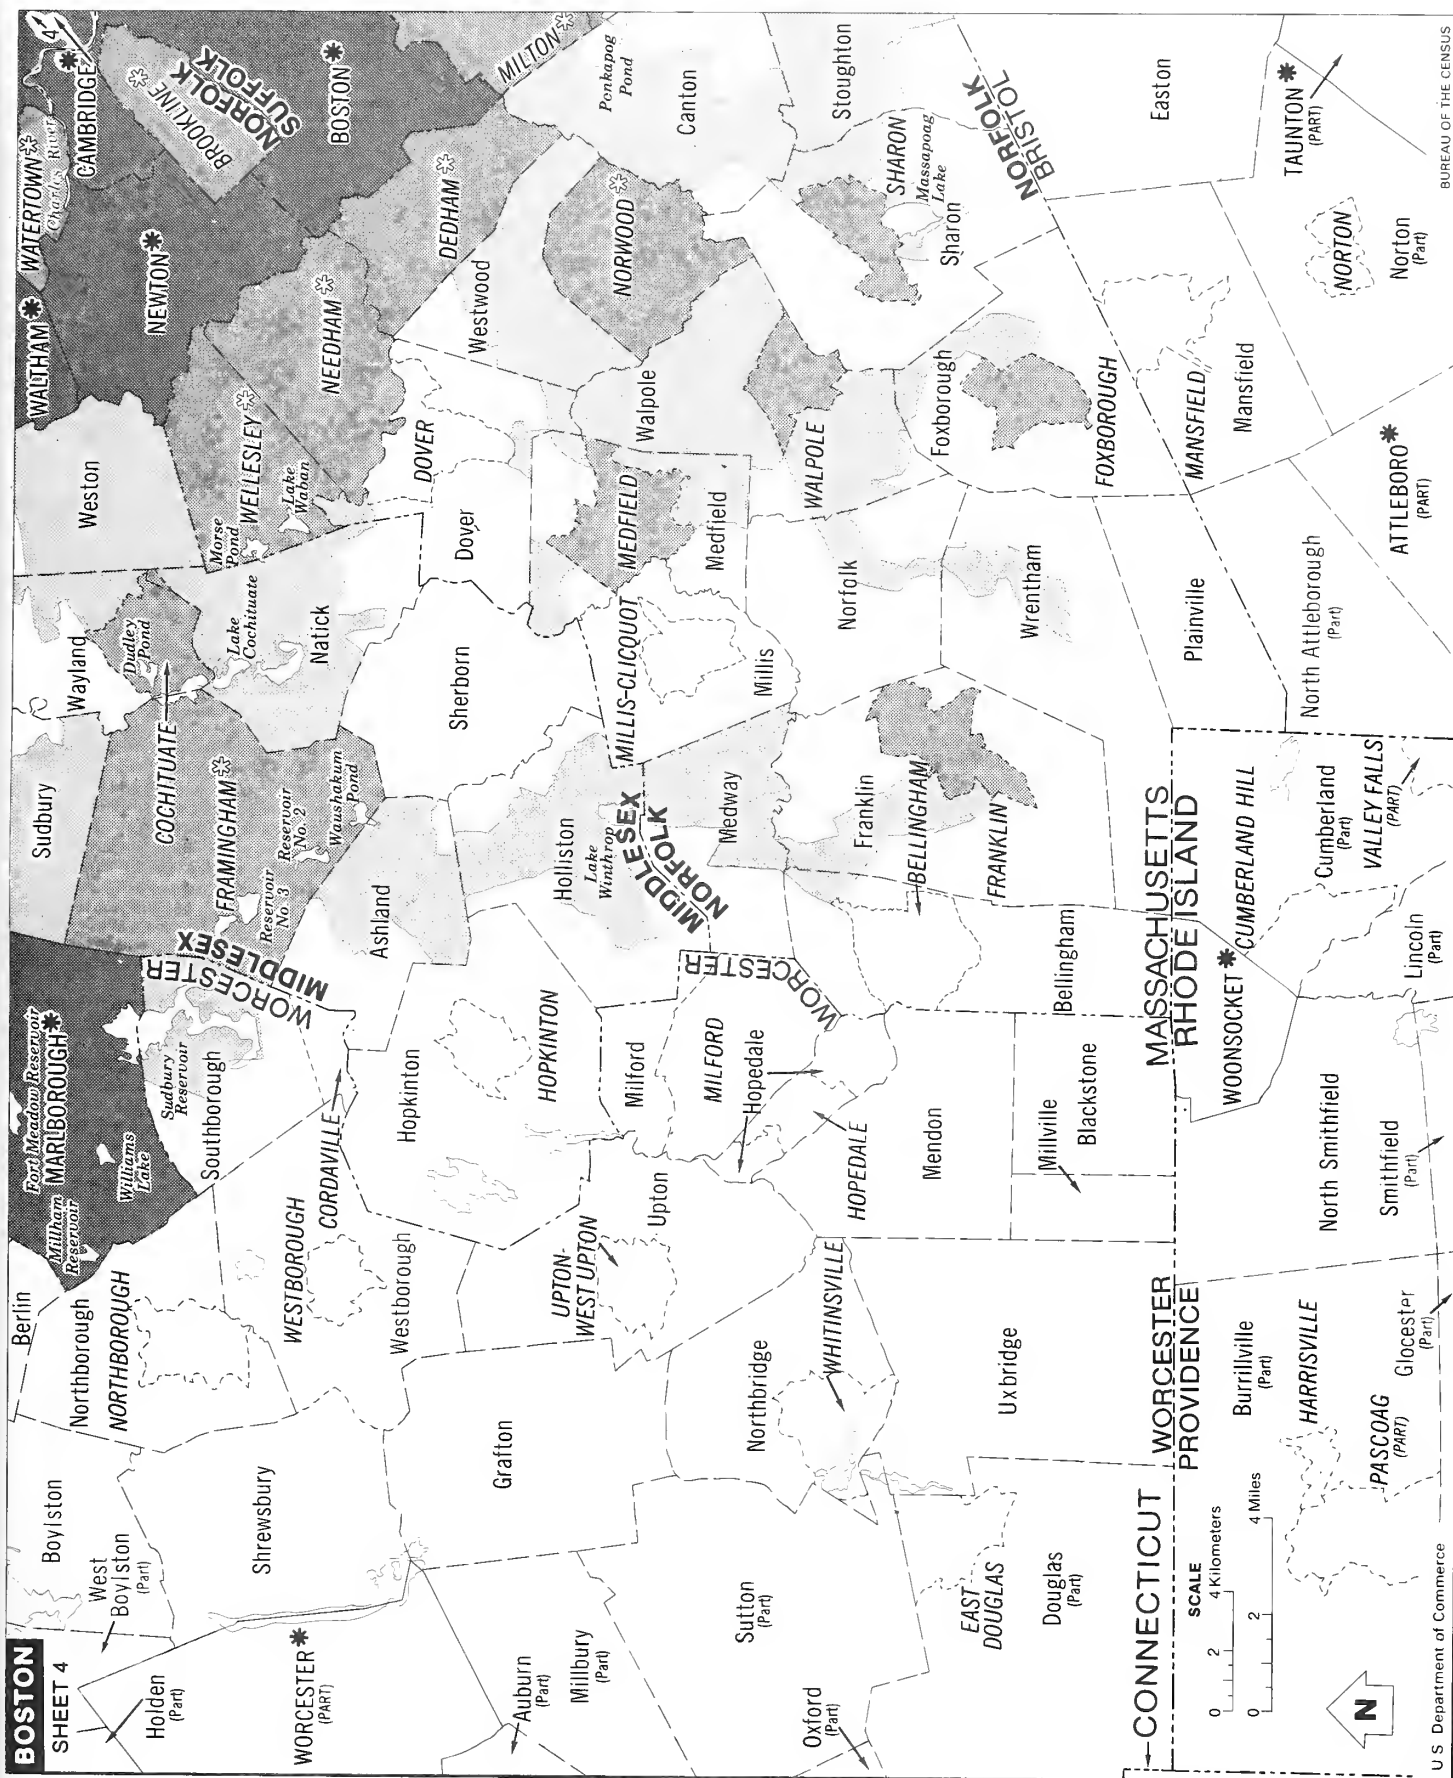 BOSTON
SHEET 4
Holden
(Part)
WORCESTER
(PART)
Auburn
(Part)
Millbury
(Part)
Oxford
(Part)
West
Boylston
(Part)
Boylston
Shrewsbury
Grafton
Sutton
(Part)
EAST
DOUGLAS
Douglas
(Part)
Berlin
Northborough
NORTHBOROUGH
WESTBOROUGH
Westborough
CORDAVILLE
UPTON-
WEST UPTON
Upton
Northbridge
WHITINSVILLE
Uxbridge
Fort Meadow Reservoir
MARLBOROUGH
Millham
Reservoir
Williams
Lake
Sudbury
Reservoir
Southborough
WORCESTER
MIDDLESEX
Hopkinton
HOPKINTON
Milford
MILFORD
Hopedale
HOPEDALE
WORCESTER
Mendon
Millville
Blackstone
Bellingham
BELLINGHAM
Sudbury
FRAMINGHAM
COCHITUATE
Reservoir
No. 3
Reservoir
No. 2
Waushakum
Pond
Ashland
Holliston
Lake
Winthrop
MIDDLESEX
NORFOLK
Medway
Franklin
FRANKLIN
Wayland
Dudley
Pond
Lake
Cochituate
Natick
Sherborn
MILLIS-CLICQUOT
Millis
Norfolk
Wrentham
Plainville
Weston
Morse
Pond
WELLESLEY
Lake
Waban
DOVER
Dover
MEDFIELD
Medfield
Walpole
WALPOLE
Foxborough
FOXBOROUGH
WALTHAM
WATERTOWN
Charles River
CAMBRIDGE
4
NEWTON
BROOKLINE
NORFOLK
SUFFOLK
BOSTON
NEEDHAM
DEDHAM
MILTON
Westwood
NORWOOD
Ponkapog
Pond
Canton
Stoughton
SHARON
Massapoag
Lake
Sharon
NORFOLK
BRISTOL
Easton
TAUNTON
(PART)
NORTON
Norton
(Part)
MANSFIELD
Mansfield
ATTLEBORO
(PART)
North Attleborough
(Part)
MASSACHUSETTS
RHODE ISLAND
CUMBERLAND HILL
Cumberland
(Part)
VALLEY FALLS
(PART)
WOONSOCKET
Lincoln
(Part)
North Smithfield
Smithfield
(Part)
WORCESTER
PROVIDENCE
Burrillville
(Part)
HARRISVILLE
Glocester
(Part)
PASCOAG
(PART)
CONNECTICUT
SCALE
0 2 4 Kilometers
0 2 4 Miles
N
U S Department of Commerce
BUREAU OF THE CENSUS